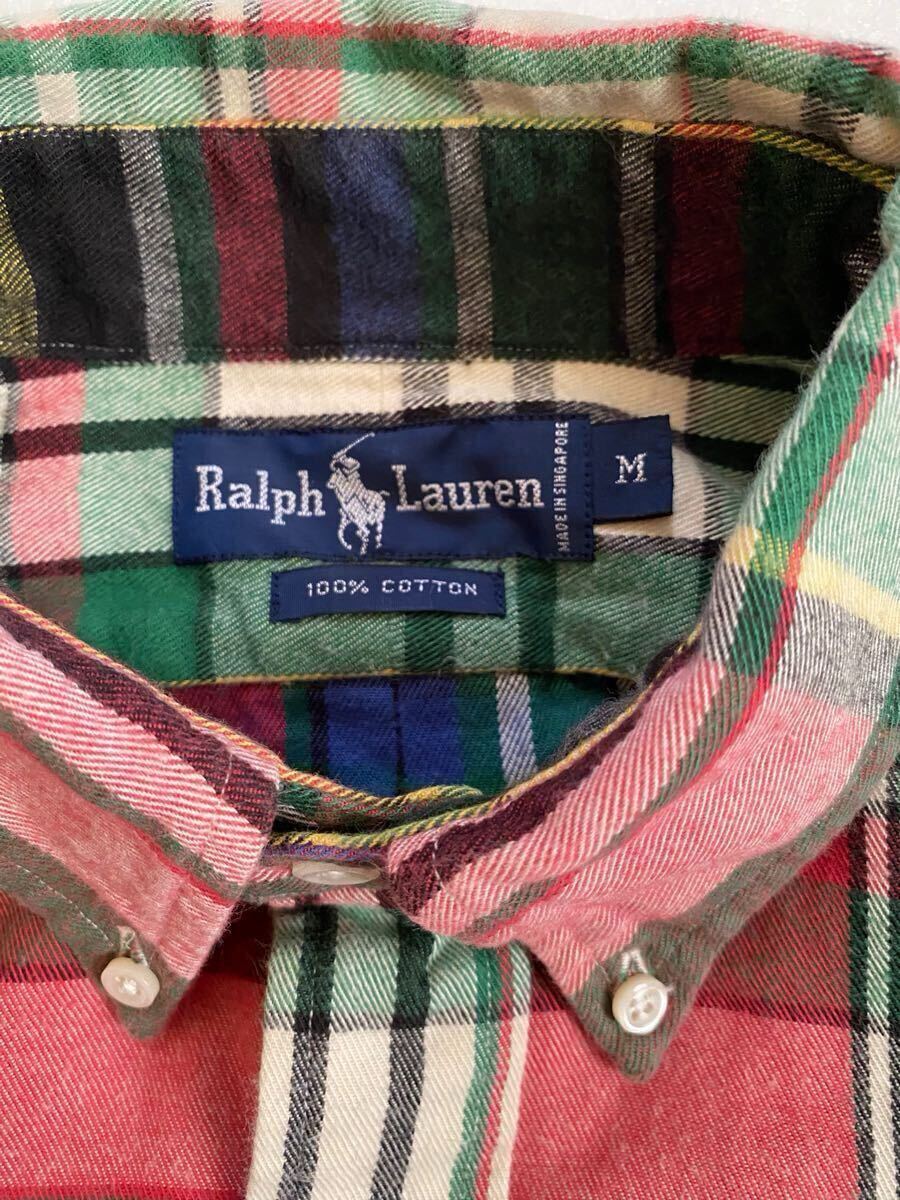 Ralph Lauren
MADE IN SINGAPORE
M
100% COTTON